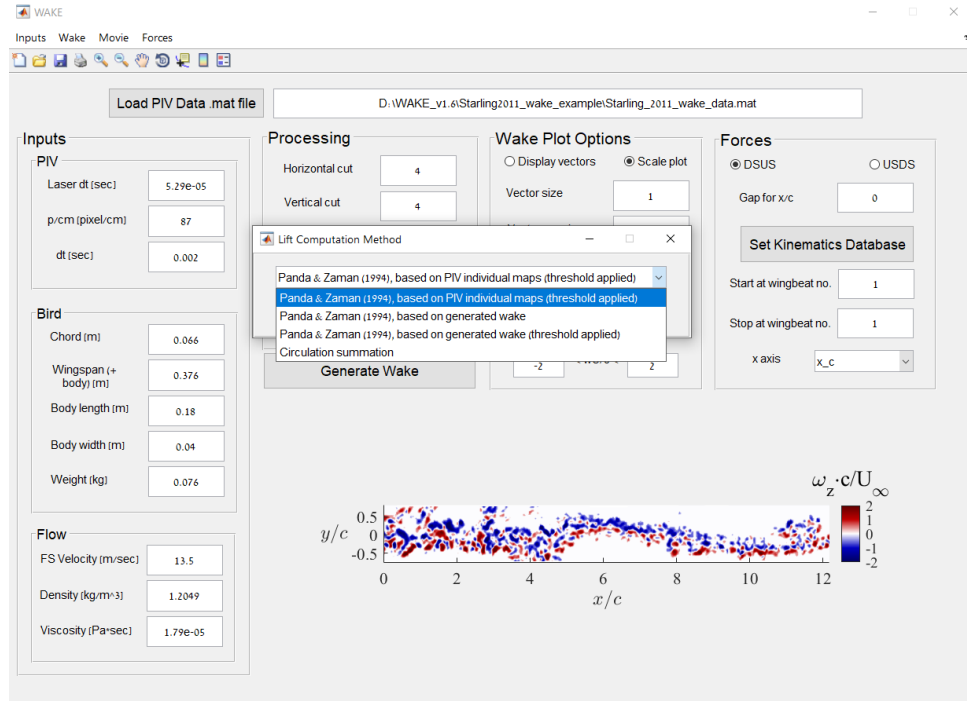 WAKE
Inputs Wake Movie Forces
Load PIV Data .mat file
D:\WAKE_v1.6\Starling2011_wake_example\Starling_2011_wake_data.mat
Inputs
PIV
Laser dt [sec] 5.29e-05
p/cm [pixel/cm] 87
dt [sec] 0.002
Bird
Chord [m] 0.066
Wingspan (+
body) [m] 0.376
Body length [m] 0.18
Body width [m] 0.04
Weight [kg] 0.076
Flow
FS Velocity [m/sec] 13.5
Density [kg/m^3] 1.2049
Viscosity [Pa*sec] 1.79e-05
Processing
Horizontal cut 4
Vertical cut 4
Generate Wake
Wake Plot Options
Display vectors Scale plot
Vector size 1
-2 2
Forces
DSUS USDS
Gap for x/c 0
Set Kinematics Database
Start at wingbeat no. 1
Stop at wingbeat no. 1
x axis x_c
Lift Computation Method
Panda & Zaman (1994), based on PIV individual maps (threshold applied)
Panda & Zaman (1994), based on PIV individual maps (threshold applied)
Panda & Zaman (1994), based on generated wake
Panda & Zaman (1994), based on generated wake (threshold applied)
Circulation summation
ω_z·c/U_∞
2
1
0
-1
-2
y/c
0.5
0
-0.5
0 2 4 6 8 10 12
x/c